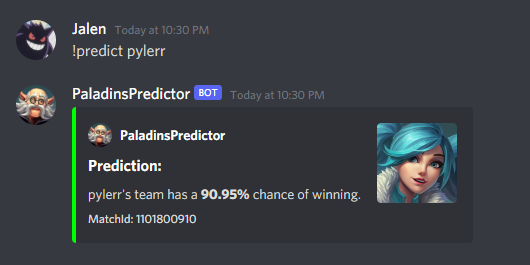 Jalen Today at 10:30 PM
!predict pylerr
PaladinsPredictor BOT Today at 10:30 PM
PaladinsPredictor
Prediction:
pylerr's team has a 90.95% chance of winning.
MatchId: 1101800910